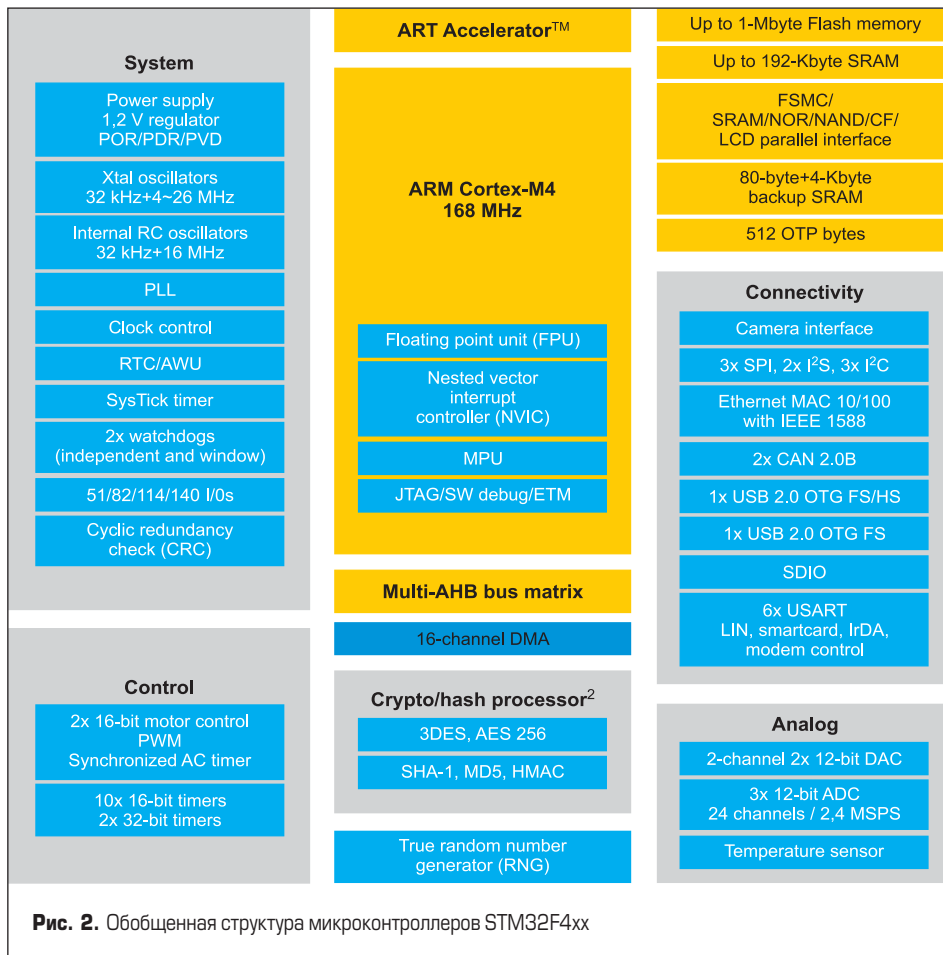 System
Power supply
1,2 V regulator
POR/PDR/PVD
Xtal oscillators
32 kHz+4~26 MHz
Internal RC oscillators
32 kHz+16 MHz
PLL
Clock control
RTC/AWU
SysTick timer
2x watchdogs
(independent and window)
51/82/114/140 I/0s
Cyclic redundancy
check (CRC)
Control
2x 16-bit motor control
PWM
Synchronized AC timer
10x 16-bit timers
2x 32-bit timers
ART Accelerator™
ARM Cortex-M4
168 MHz
Floating point unit (FPU)
Nested vector
interrupt
controller (NVIC)
MPU
JTAG/SW debug/ETM
Multi-AHB bus matrix
16-channel DMA
Crypto/hash processor²
3DES, AES 256
SHA-1, MD5, HMAC
True random number
generator (RNG)
Up to 1-Mbyte Flash memory
Up to 192-Kbyte SRAM
FSMC/
SRAM/NOR/NAND/CF/
LCD parallel interface
80-byte+4-Kbyte
backup SRAM
512 OTP bytes
Connectivity
Camera interface
3x SPI, 2x I²S, 3x I²C
Ethernet MAC 10/100
with IEEE 1588
2x CAN 2.0B
1x USB 2.0 OTG FS/HS
1x USB 2.0 OTG FS
SDIO
6x USART
LIN, smartcard, IrDA,
modem control
Analog
2-channel 2x 12-bit DAC
3x 12-bit ADC
24 channels / 2,4 MSPS
Temperature sensor
Рис. 2. Обобщенная структура микроконтроллеров STM32F4xx